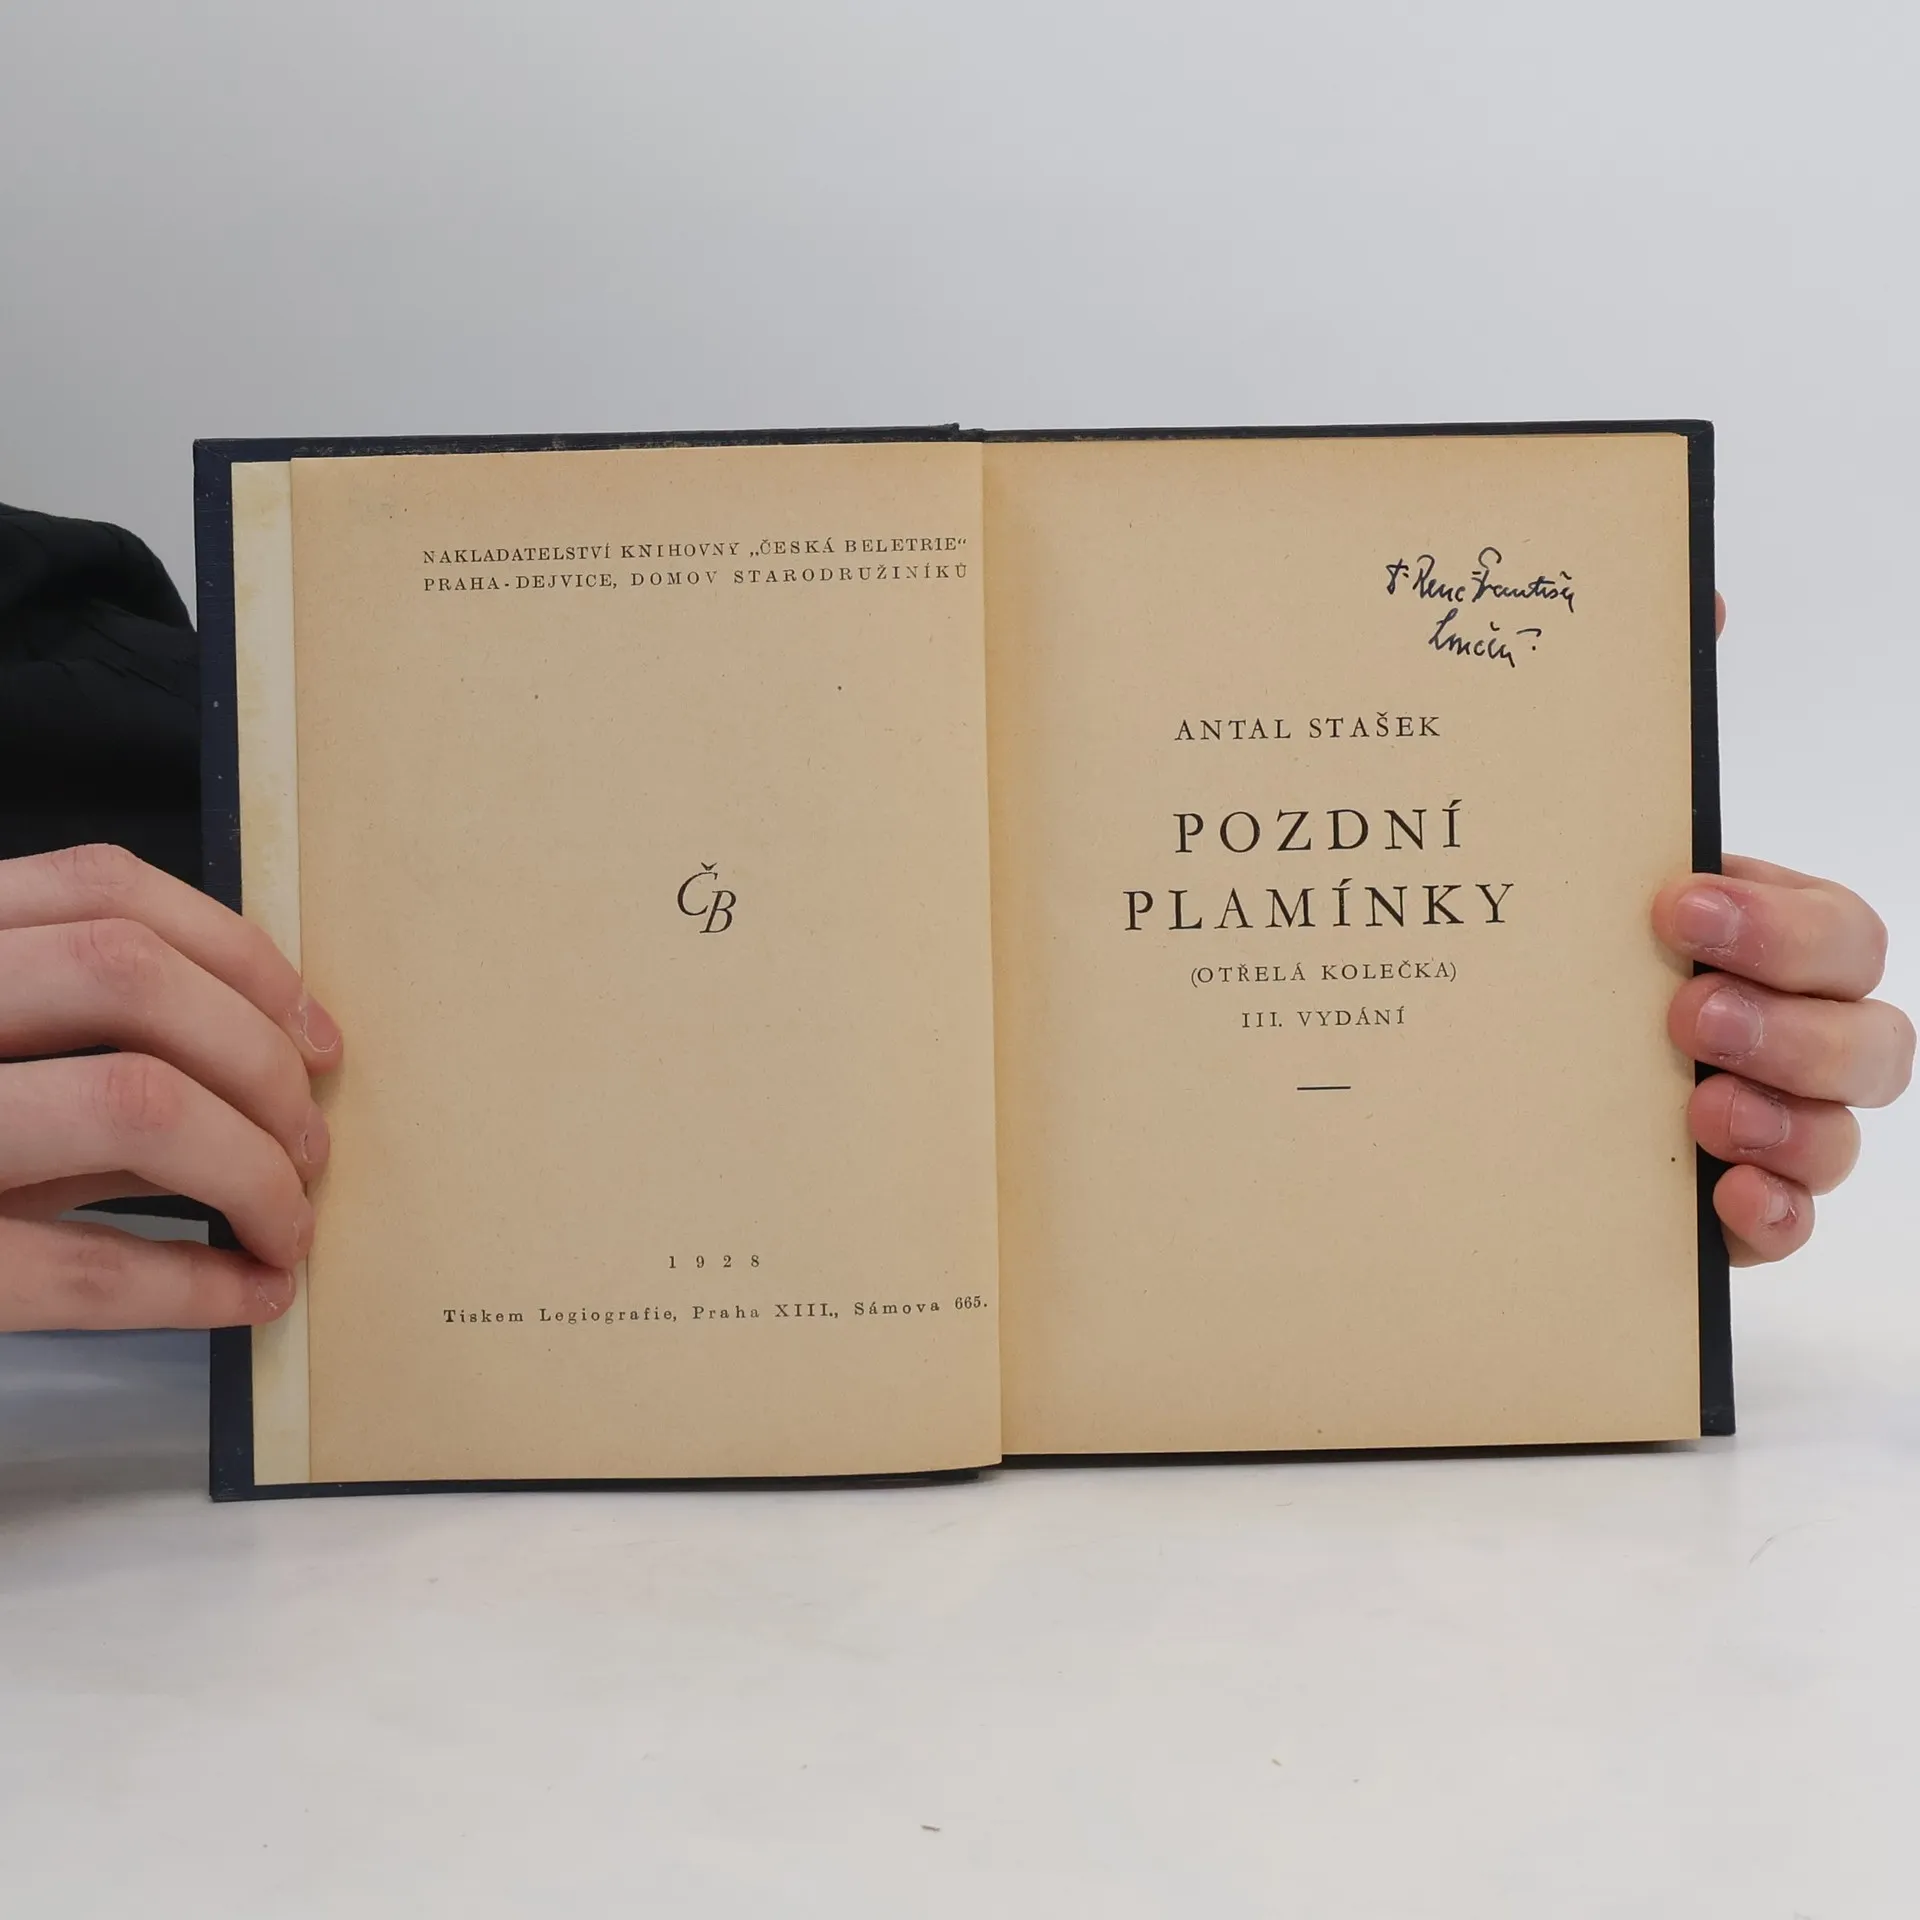 NAKLADATELSTVÍ KNIHOVNY „ČESKÁ BELETRIE“
PRAHA-DEJVICE, DOMOV STARODRUŽINÍKŮ
ČB
1928
Tiskem Legiografie, Praha XIII., Sámova 665.
ANTAL STAŠEK
POZDNÍ
PLAMÍNKY
(OTŘELÁ KOLEČKA)
III. VYDÁNÍ